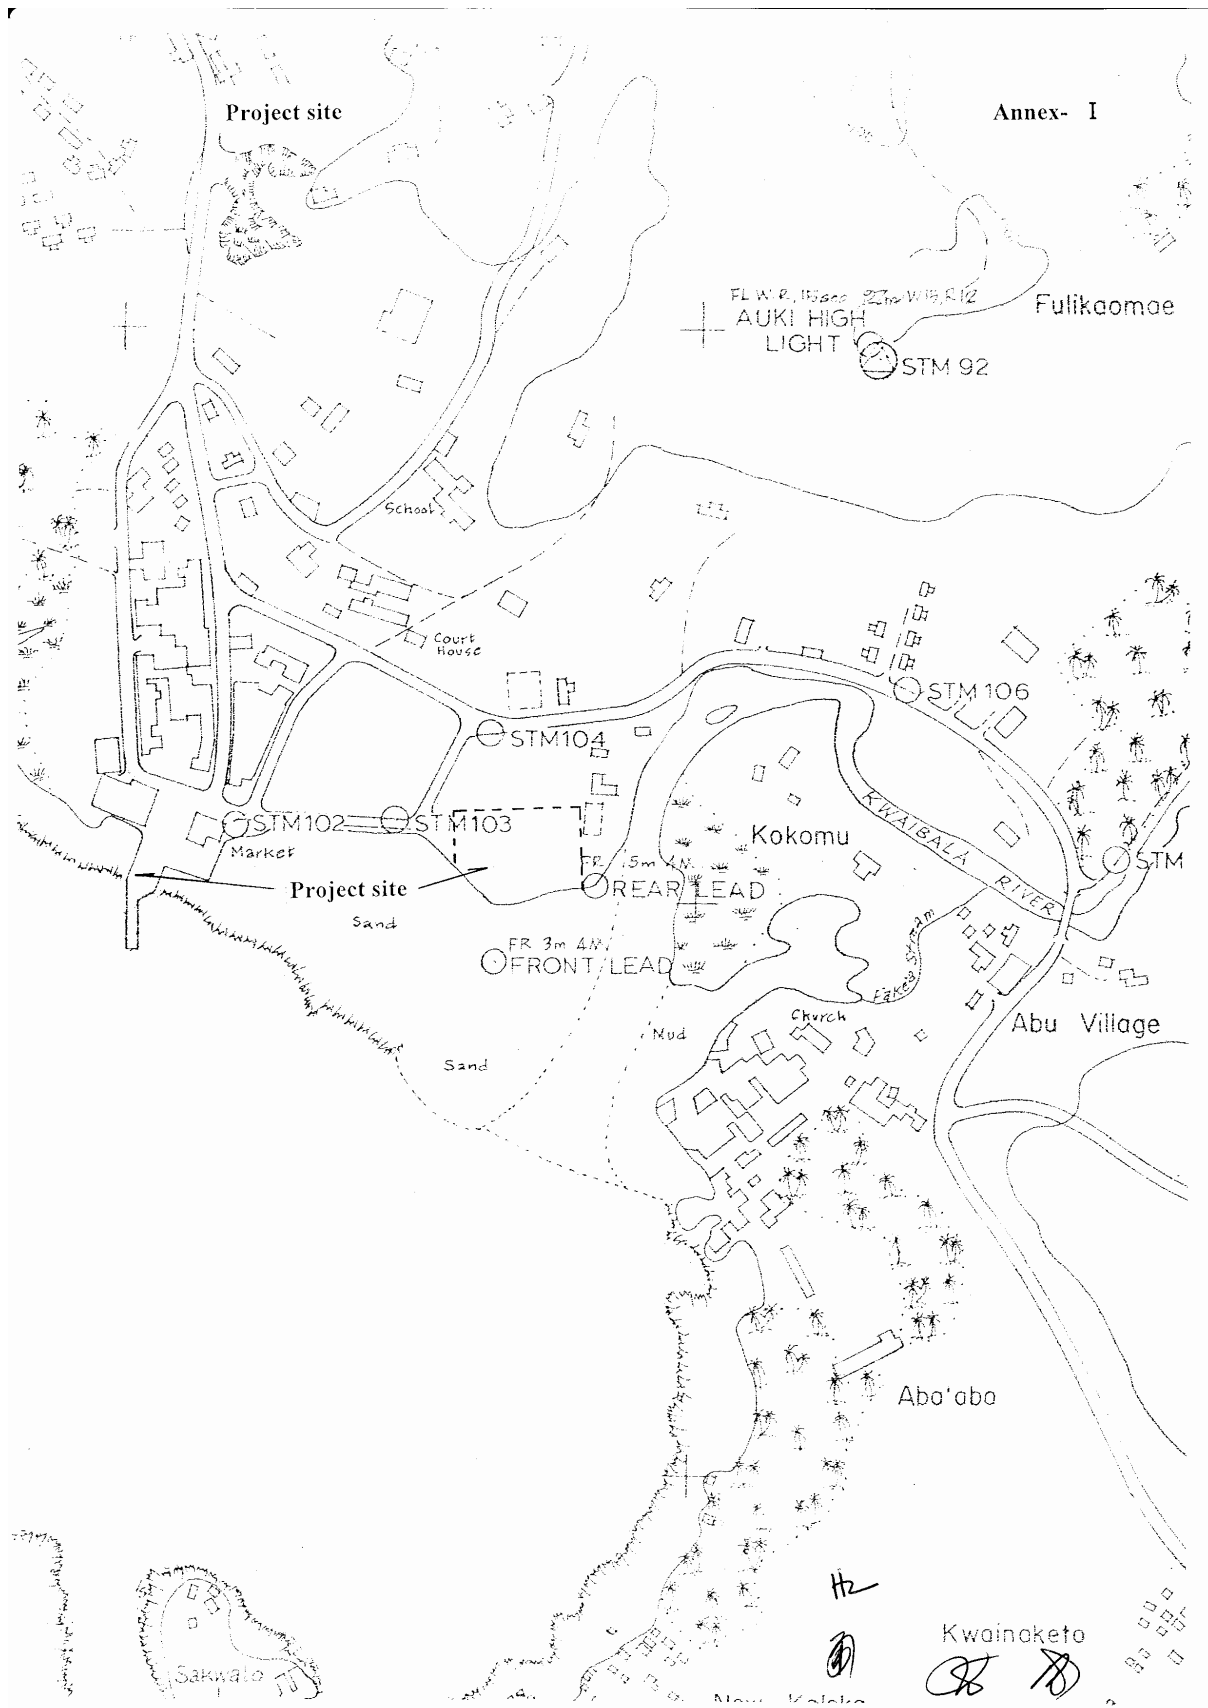 Project site
Annex- I
AUKI HIGH
LIGHT
STM 92
Fulikaomae
School
Court
House
STM 106
STM104
STM102
STM103
Market
Kokomu
KWAIBALA RIVER
STM
Project site
FR 15m 4M
REAR LEAD
Sand
FR 3m 4M
FRONT LEAD
Fakea Stream
Mud
Church
Abu Village
Sand
Aba'aba
Kwainaketo
Sakwalo